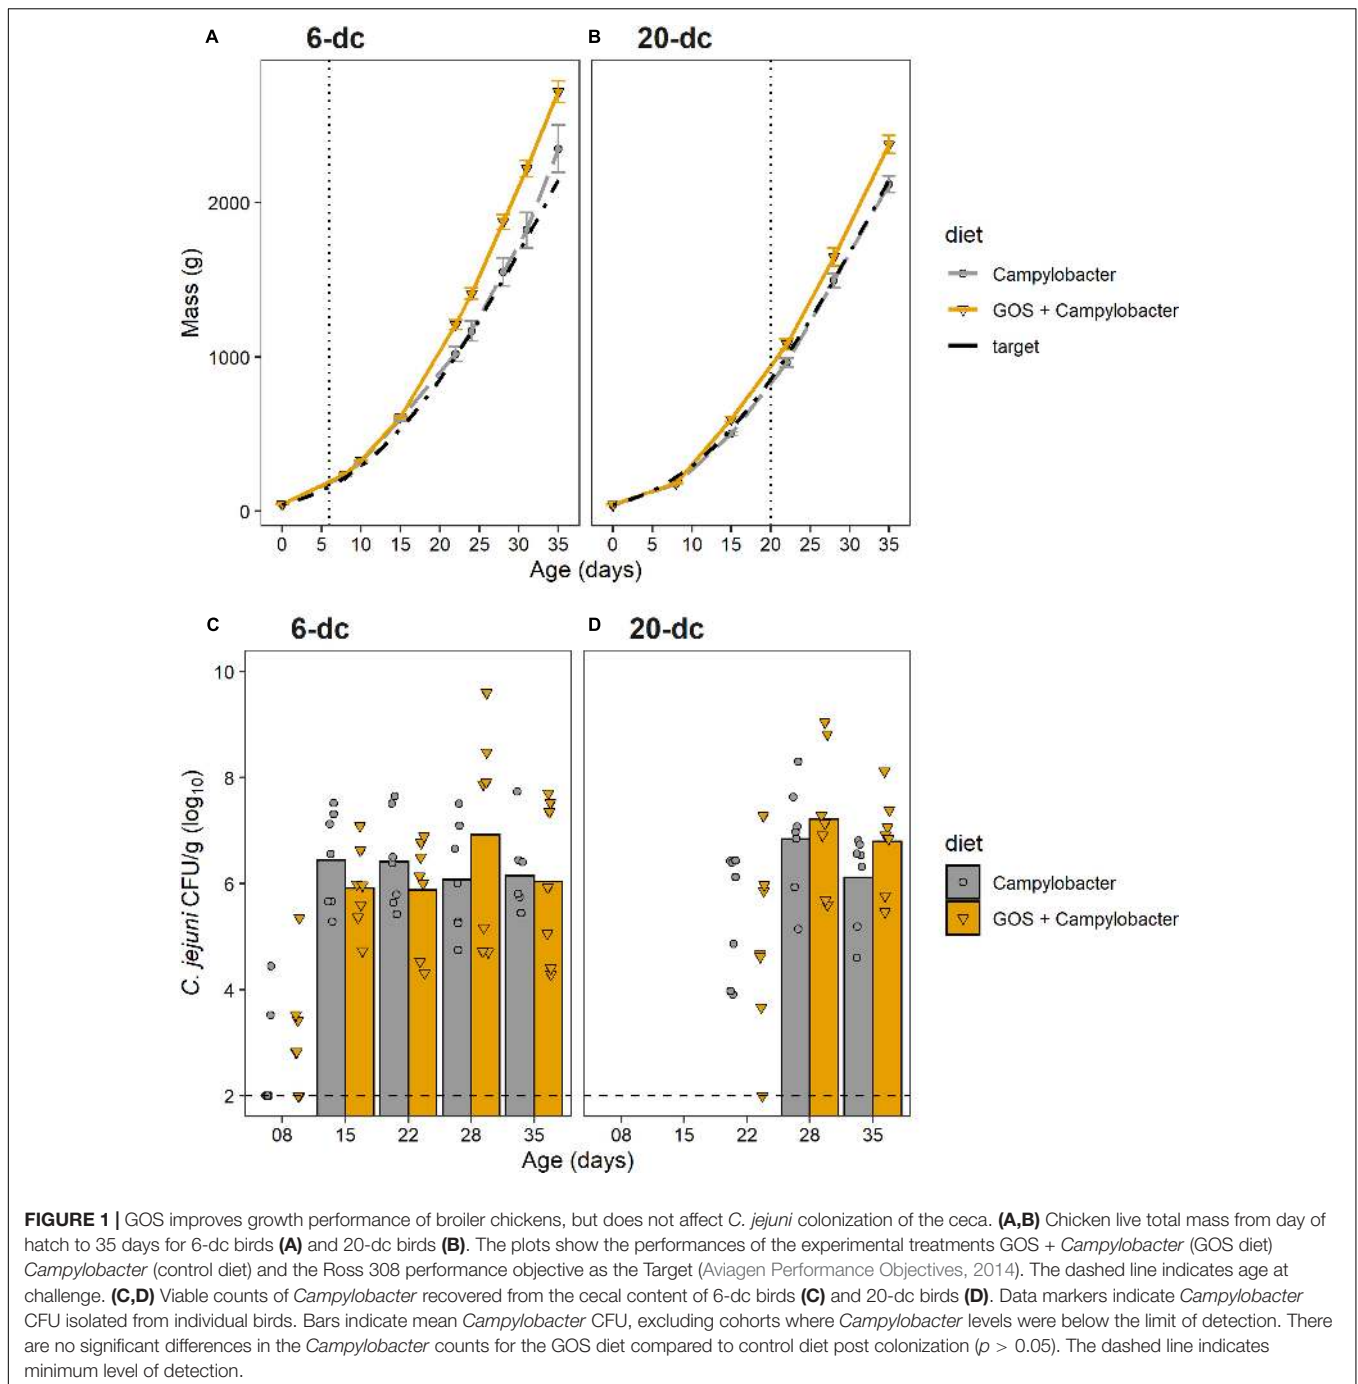 A 6-dc
B 20-dc
2000
1000
0
Mass (g)
0 5 10 15 20 25 30 35
0 5 10 15 20 25 30 35
Age (days)
diet
Campylobacter
GOS + Campylobacter
target
C 6-dc
D 20-dc
10
8
6
4
2
C. jejuni CFU/g (log10)
08 15 22 28 35
08 15 22 28 35
Age (days)
diet
Campylobacter
GOS + Campylobacter
FIGURE 1 | GOS improves growth performance of broiler chickens, but does not affect C. jejuni colonization of the ceca. (A,B) Chicken live total mass from day of
hatch to 35 days for 6-dc birds (A) and 20-dc birds (B). The plots show the performances of the experimental treatments GOS + Campylobacter (GOS diet)
Campylobacter (control diet) and the Ross 308 performance objective as the Target (Aviagen Performance Objectives, 2014). The dashed line indicates age at
challenge. (C,D) Viable counts of Campylobacter recovered from the cecal content of 6-dc birds (C) and 20-dc birds (D). Data markers indicate Campylobacter
CFU isolated from individual birds. Bars indicate mean Campylobacter CFU, excluding cohorts where Campylobacter levels were below the limit of detection. There
are no significant differences in the Campylobacter counts for the GOS diet compared to control diet post colonization (p > 0.05). The dashed line indicates
minimum level of detection.